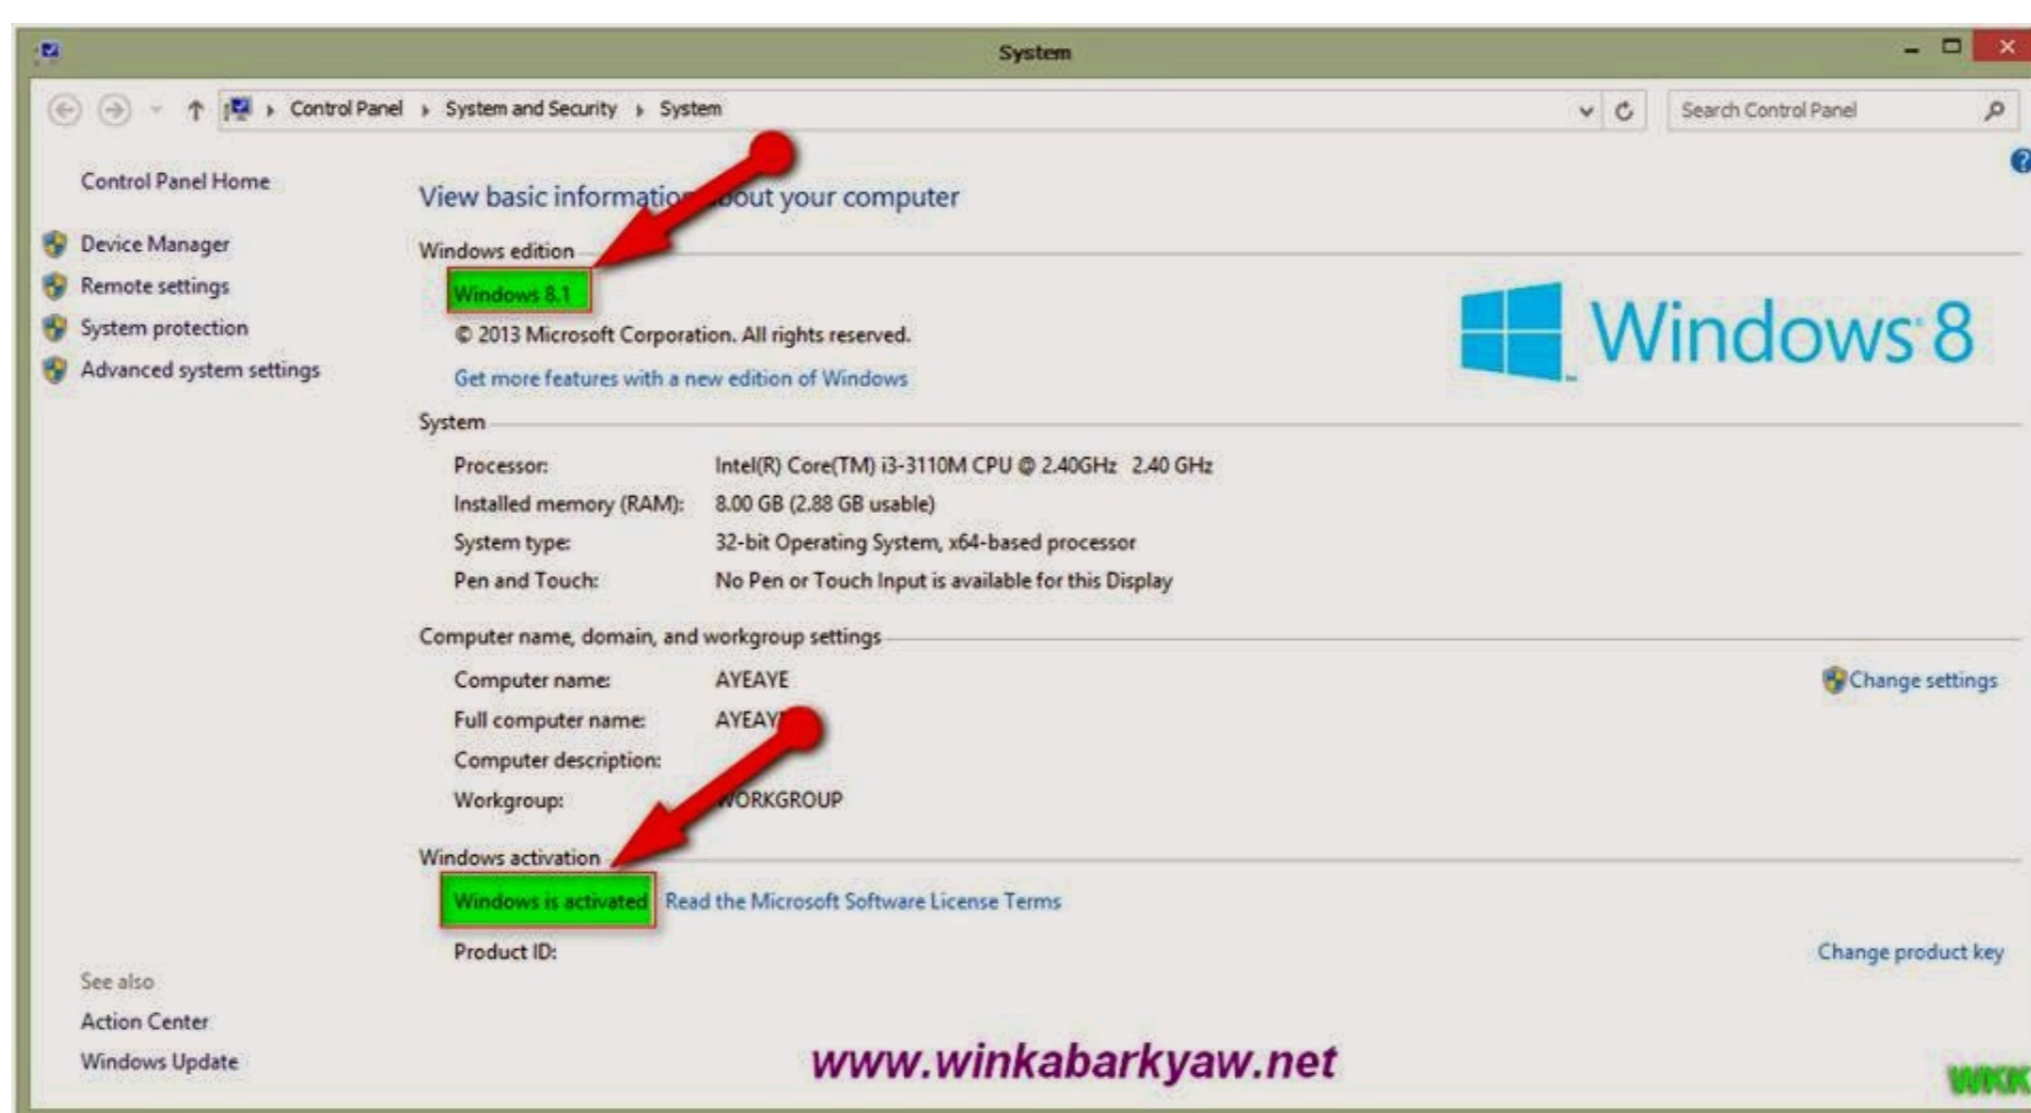 System
Control Panel
System and Security
System
Search Control Panel
Control Panel Home
Device Manager
Remote settings
System protection
Advanced system settings
View basic information about your computer
Windows edition
Windows 8.1
© 2013 Microsoft Corporation. All rights reserved.
Get more features with a new edition of Windows
Windows 8
System
Processor: Intel(R) Core(TM) i3-3110M CPU @ 2.40GHz 2.40 GHz
Installed memory (RAM): 8.00 GB (2.88 GB usable)
System type: 32-bit Operating System, x64-based processor
Pen and Touch: No Pen or Touch Input is available for this Display
Computer name, domain, and workgroup settings
Computer name: AYEAYE
Change settings
Full computer name: AYEAYE
Computer description:
Workgroup: WORKGROUP
Windows activation
Windows is activated Read the Microsoft Software License Terms
Product ID:
Change product key
See also
Action Center
Windows Update
www.winkabarkyaw.net
WKK